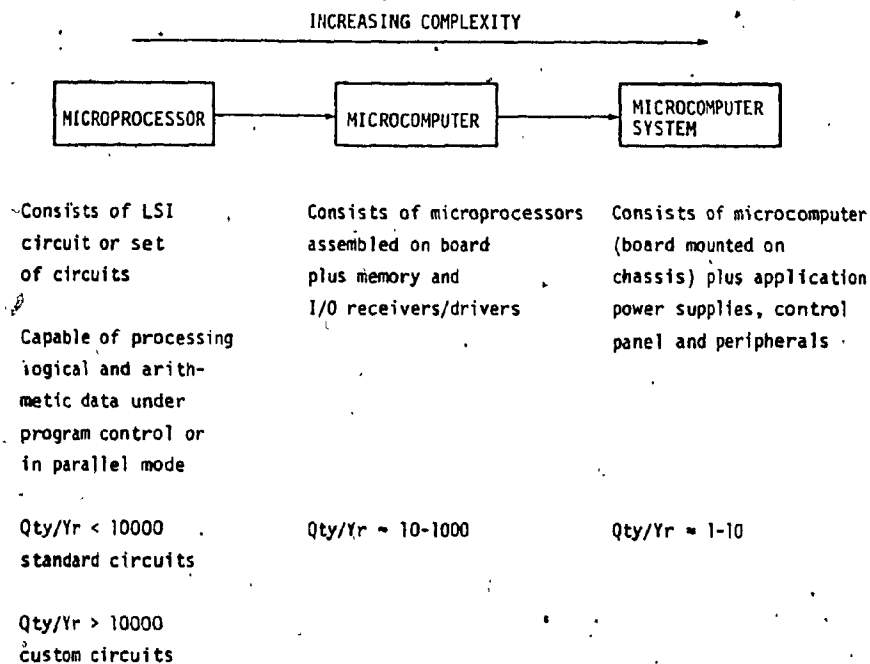 INCREASING COMPLEXITY
MICROPROCESSOR
MICROCOMPUTER
MICROCOMPUTER
SYSTEM
Consists of LSI
circuit or set
of circuits
Capable of processing
logical and arith-
metic data under
program control or
in parallel mode
Qty/Yr < 10000
standard circuits
Qty/Yr > 10000
custom circuits
Consists of microprocessors
assembled on board
plus memory and
I/O receivers/drivers
Qty/Yr ≈ 10-1000
Consists of microcomputer
(board mounted on
chassis) plus application
power supplies, control
panel and peripherals
Qty/Yr ≈ 1-10